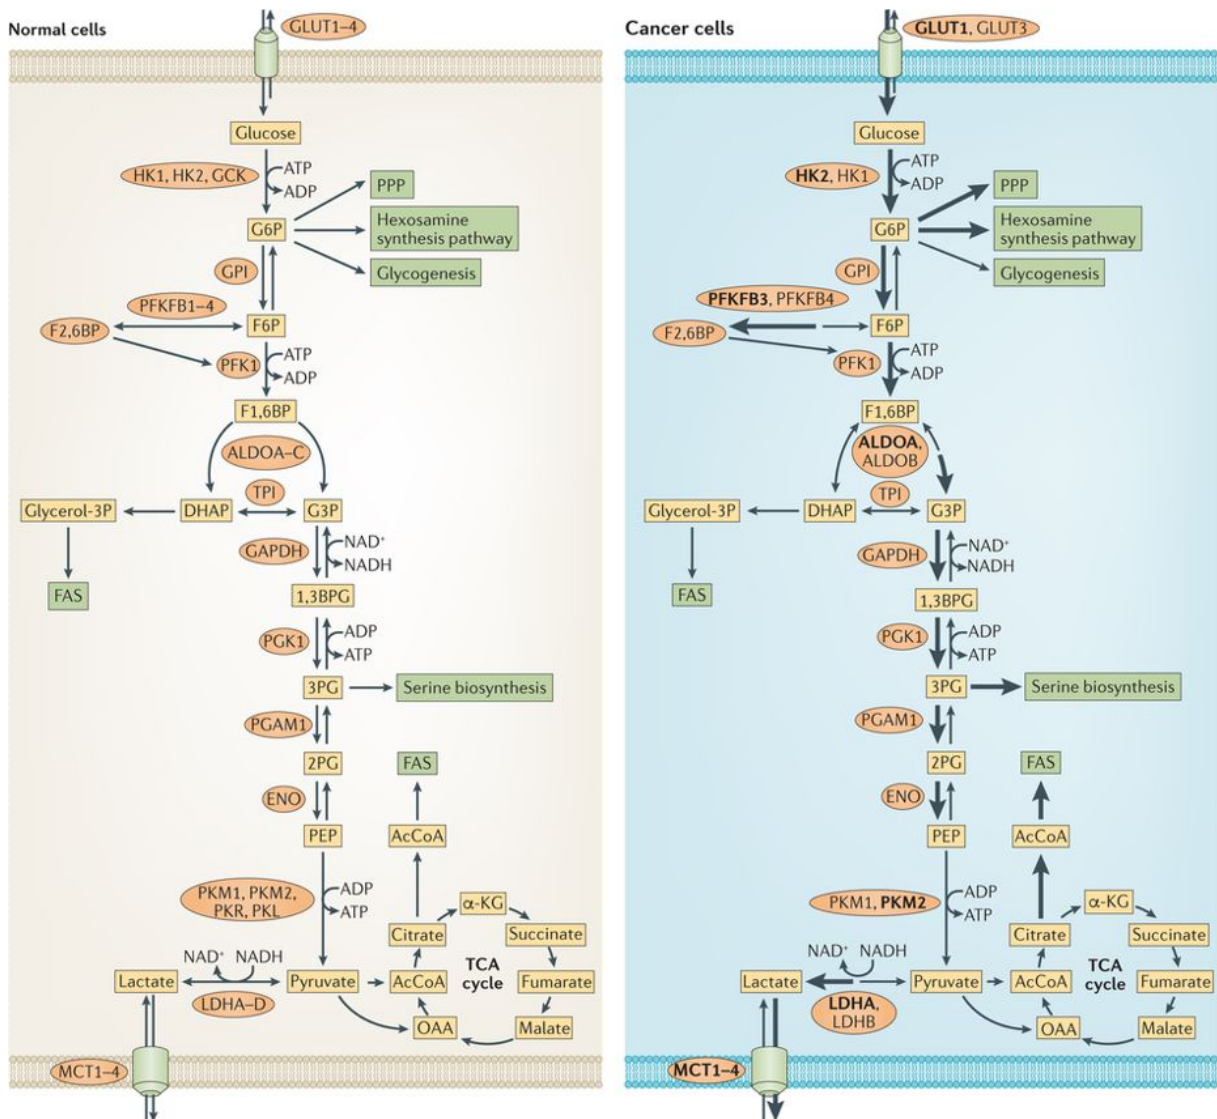 Normal cells
GLUT1–4
Glucose
HK1, HK2, GCK
ATP
ADP
PPP
G6P
Hexosamine
synthesis pathway
GPI
Glycogenesis
PFKFB1–4
F2,6BP
F6P
PFK1
ATP
ADP
F1,6BP
ALDOA–C
TPI
Glycerol-3P
DHAP
G3P
GAPDH
NAD⁺
NADH
FAS
1,3BPG
PGK1
ADP
ATP
3PG
Serine biosynthesis
PGAM1
2PG
FAS
ENO
PEP
AcCoA
PKM1, PKM2,
PKR, PKL
ADP
ATP
α-KG
Citrate
Succinate
NAD⁺
NADH
TCA
cycle
Lactate
Pyruvate
AcCoA
Fumarate
LDHA–D
OAA
Malate
MCT1–4
Cancer cells
GLUT1, GLUT3
Glucose
HK2, HK1
ATP
ADP
PPP
G6P
Hexosamine
synthesis pathway
GPI
Glycogenesis
PFKFB3, PFKFB4
F2,6BP
F6P
PFK1
ATP
ADP
F1,6BP
ALDOA,
ALDOB
TPI
Glycerol-3P
DHAP
G3P
GAPDH
NAD⁺
NADH
FAS
1,3BPG
PGK1
ADP
ATP
3PG
Serine biosynthesis
PGAM1
2PG
FAS
ENO
PEP
AcCoA
PKM1, PKM2
ADP
ATP
α-KG
Citrate
Succinate
NAD⁺
NADH
TCA
cycle
Lactate
Pyruvate
AcCoA
Fumarate
LDHA,
LDHB
OAA
Malate
MCT1–4